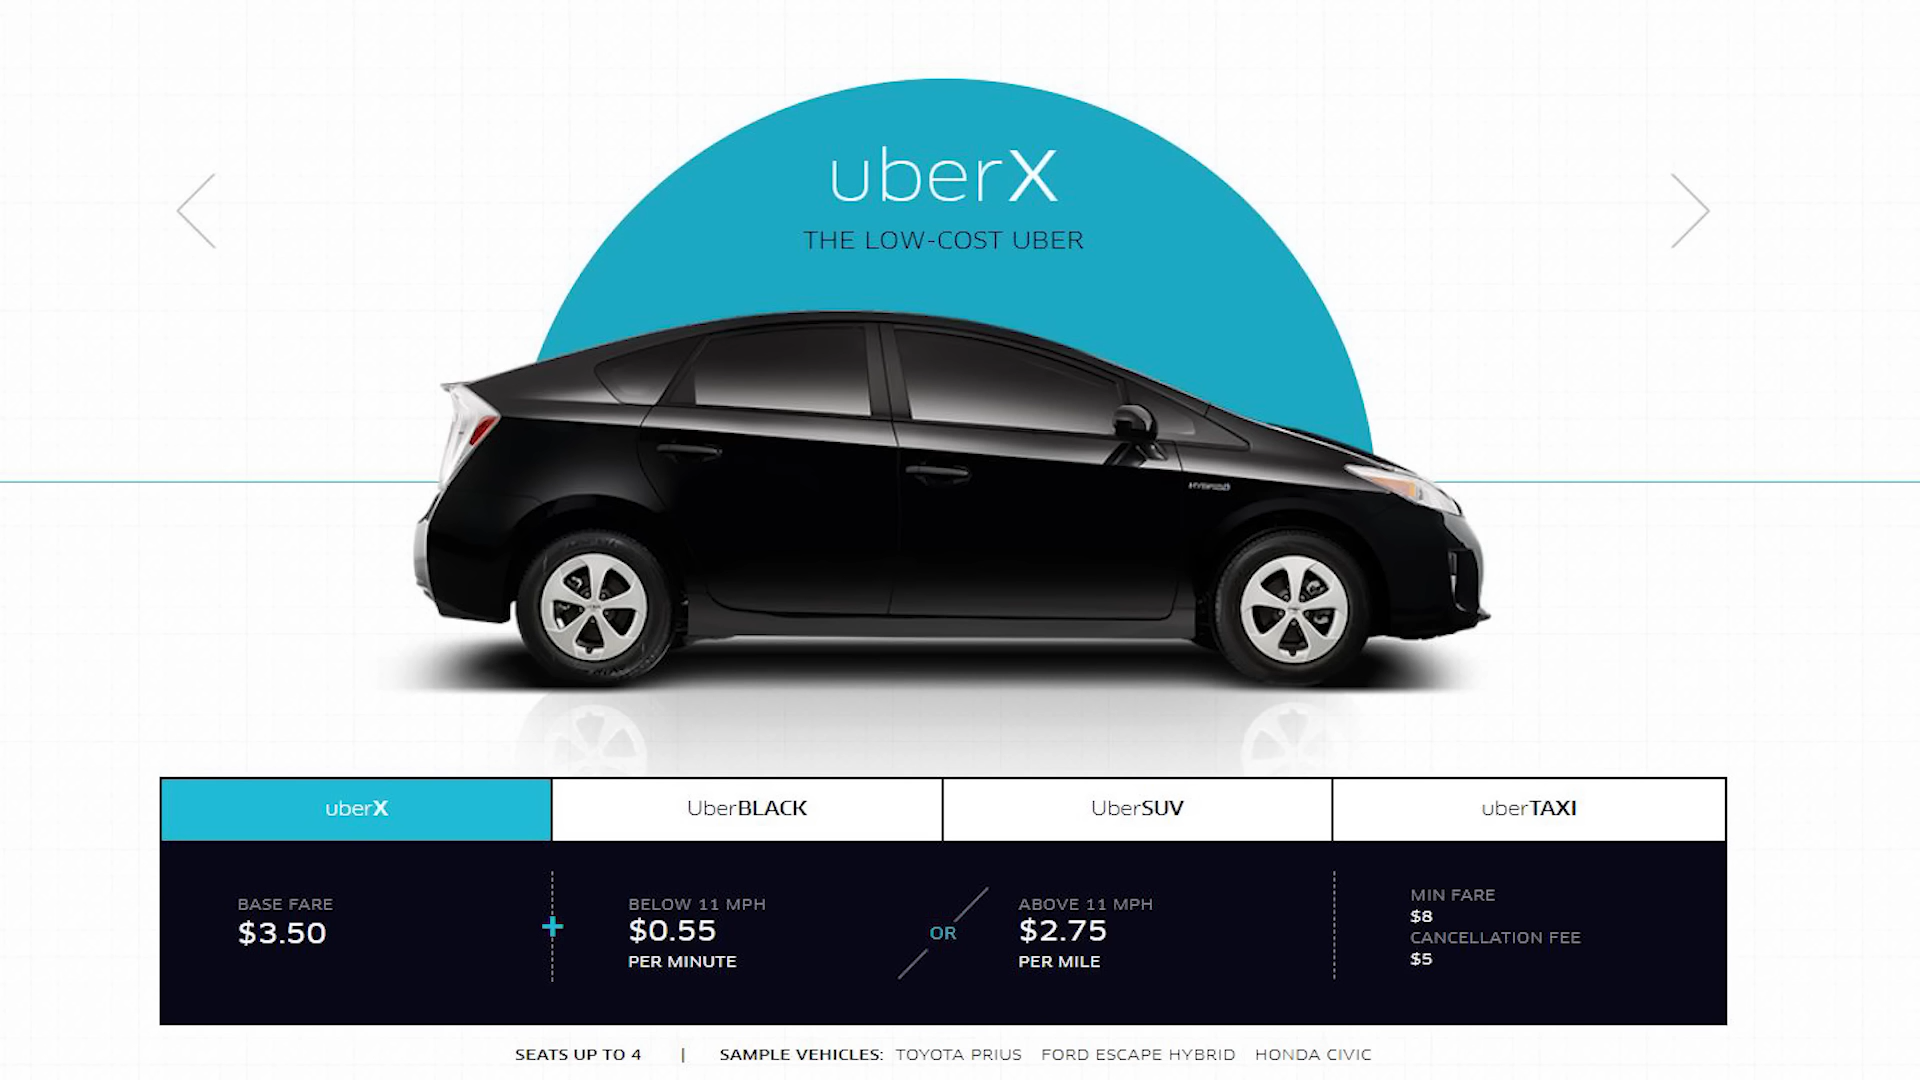 uberX
THE LOW-COST UBER
HYBRID
uberX
UberBLACK
UberSUV
uberTAXI
BASE FARE
$3.50
+
BELOW 11 MPH
$0.55
PER MINUTE
OR
ABOVE 11 MPH
$2.75
PER MILE
MIN FARE
$8
CANCELLATION FEE
$5
SEATS UP TO 4 | SAMPLE VEHICLES: TOYOTA PRIUS FORD ESCAPE HYBRID HONDA CIVIC